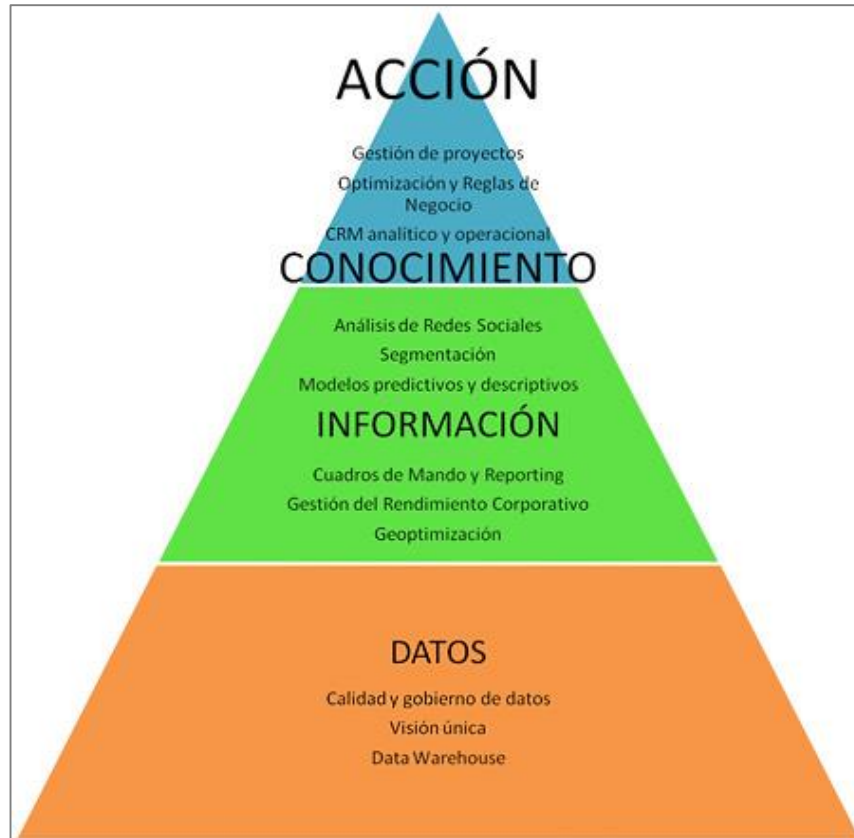 ACCIÓN
Gestión de proyectos
Optimización y Reglas de
Negocio
CRM analítico y operacional
CONOCIMIENTO
Análisis de Redes Sociales
Segmentación
Modelos predictivos y descriptivos
INFORMACIÓN
Cuadros de Mando y Reporting
Gestión del Rendimiento Corporativo
Geoptimización
DATOS
Calidad y gobierno de datos
Visión única
Data Warehouse